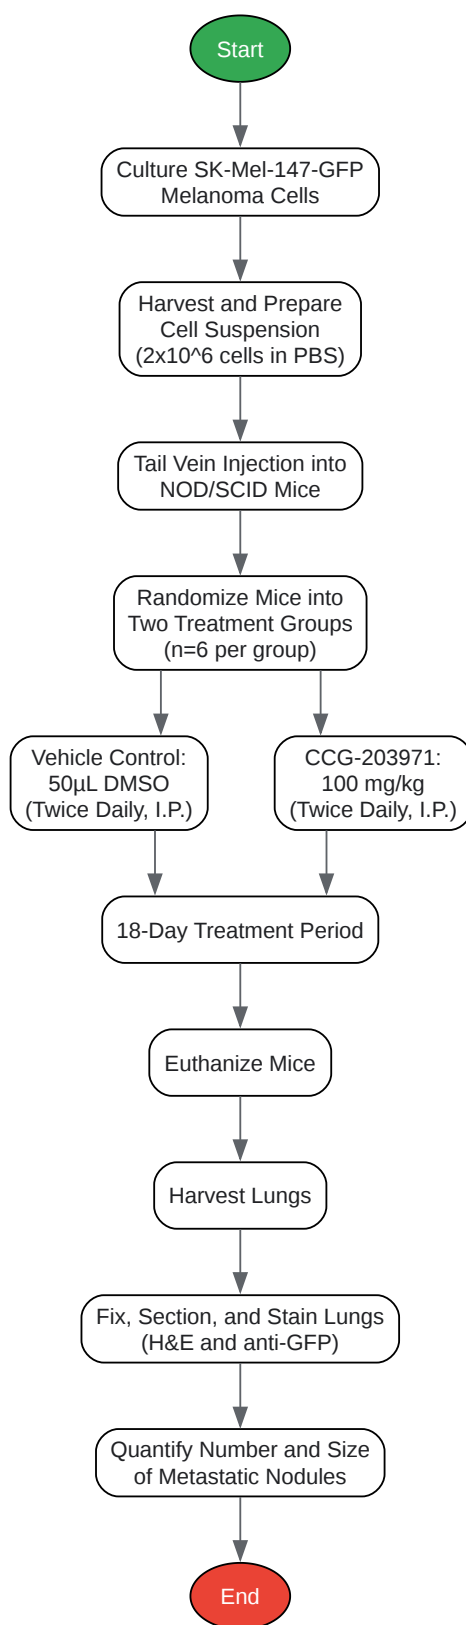 Start
Culture SK-Mel-147-GFP
Melanoma Cells
Harvest and Prepare
Cell Suspension
(2x10^6 cells in PBS)
Tail Vein Injection into
NOD/SCID Mice
Randomize Mice into
Two Treatment Groups
(n=6 per group)
Vehicle Control:
50µL DMSO
(Twice Daily, I.P.)
CCG-203971:
100 mg/kg
(Twice Daily, I.P.)
18-Day Treatment Period
Euthanize Mice
Harvest Lungs
Fix, Section, and Stain Lungs
(H&E and anti-GFP)
Quantify Number and Size
of Metastatic Nodules
End